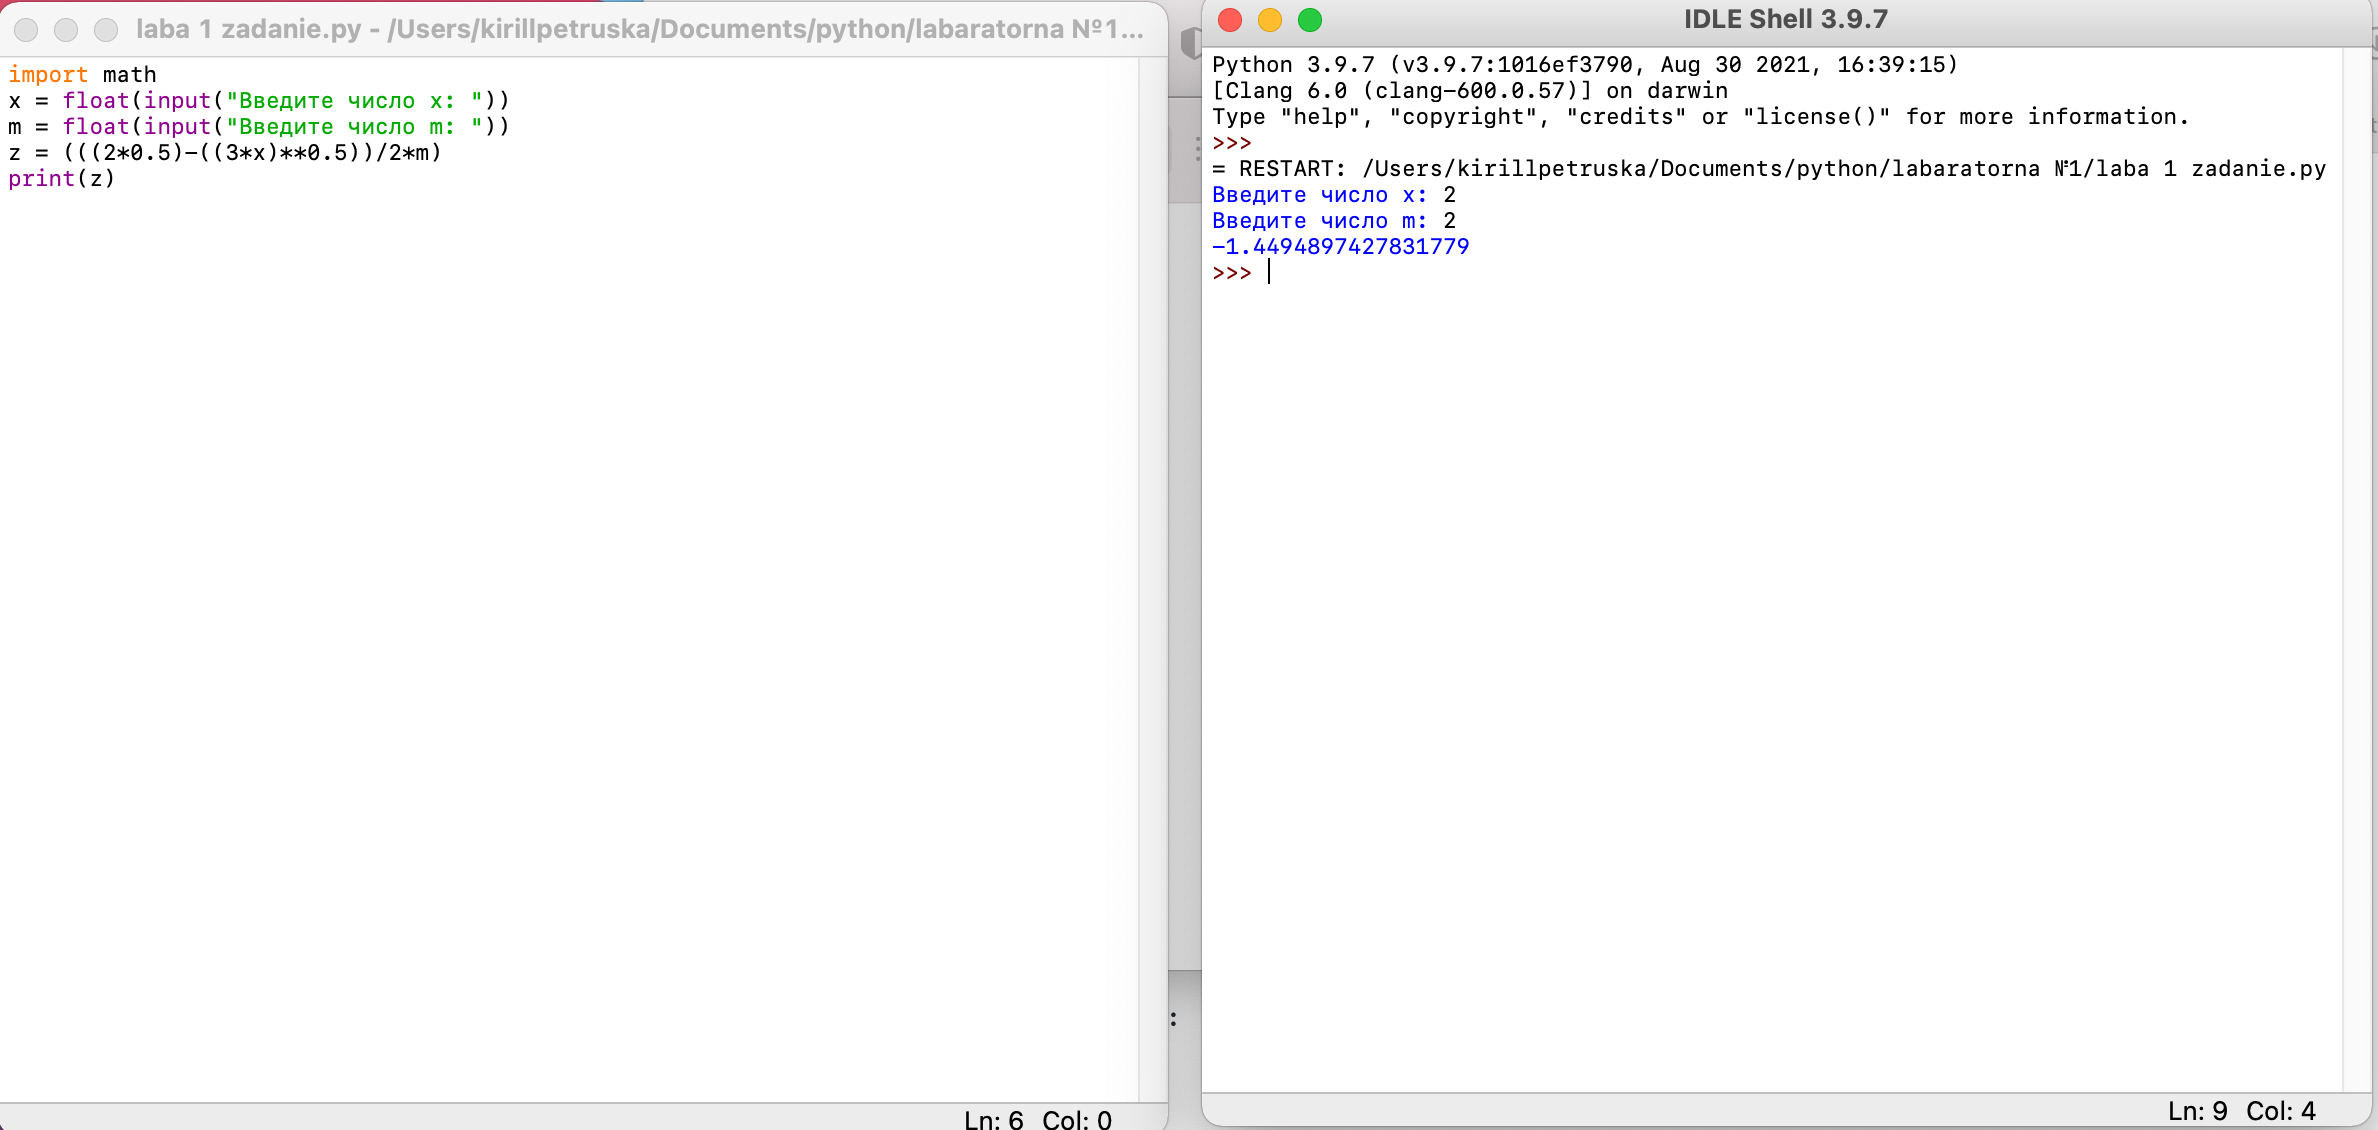 laba 1 zadanie.py - /Users/kirillpetruska/Documents/python/labaratorna №1...
import math
x = float(input("Введите число x: "))
m = float(input("Введите число m: "))
z = (((2*0.5)-((3*x)**0.5))/2*m)
print(z)
Ln: 6 Col: 0
IDLE Shell 3.9.7
Python 3.9.7 (v3.9.7:1016ef3790, Aug 30 2021, 16:39:15)
[Clang 6.0 (clang-600.0.57)] on darwin
Type "help", "copyright", "credits" or "license()" for more information.
>>>
= RESTART: /Users/kirillpetruska/Documents/python/labaratorna №1/laba 1 zadanie.py
Введите число x: 2
Введите число m: 2
-1.4494897427831779
>>>
Ln: 9 Col: 4